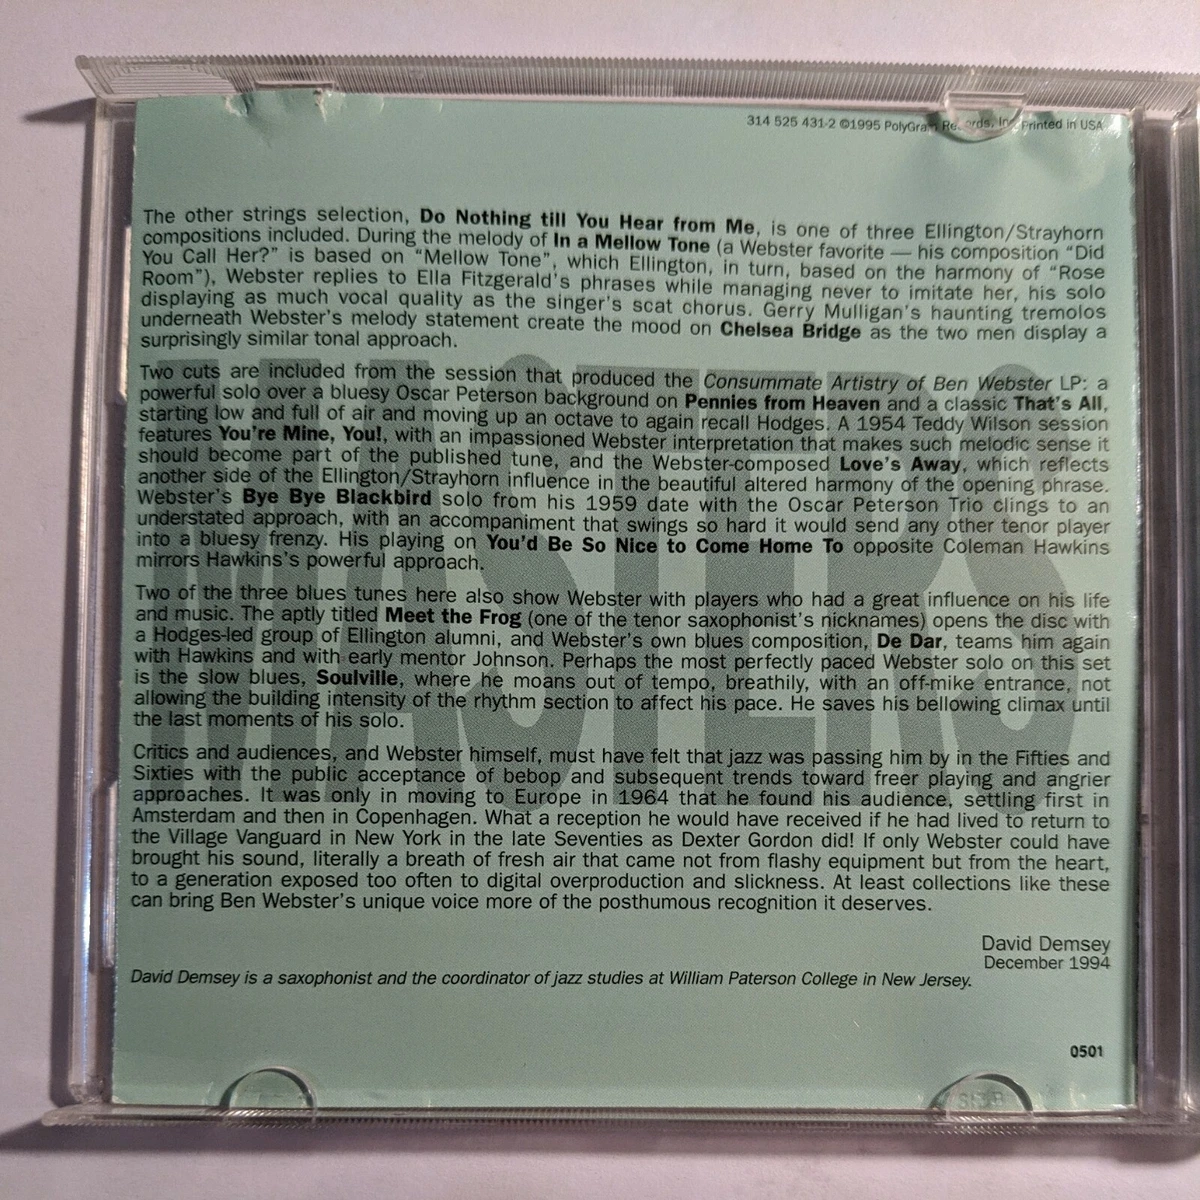 314 525 431-2 ©1995 PolyGram Records, Inc. Printed in USA
The other strings selection, Do Nothing till You Hear from Me, is one of three Ellington/Strayhorn
compositions included. During the melody of In a Mellow Tone (a Webster favorite — his composition "Did
You Call Her?" is based on "Mellow Tone", which Ellington, in turn, based on the harmony of "Rose
Room"), Webster replies to Ella Fitzgerald's phrases while managing never to imitate her, his solo
displaying as much vocal quality as the singer's scat chorus. Gerry Mulligan's haunting tremolos
underneath Webster's melody statement create the mood on Chelsea Bridge as the two men display a
surprisingly similar tonal approach.
Two cuts are included from the session that produced the Consummate Artistry of Ben Webster LP: a
powerful solo over a bluesy Oscar Peterson background on Pennies from Heaven and a classic That's All,
starting low and full of air and moving up an octave to again recall Hodges. A 1954 Teddy Wilson session
features You're Mine, You!, with an impassioned Webster interpretation that makes such melodic sense it
should become part of the published tune, and the Webster-composed Love's Away, which reflects
another side of the Ellington/Strayhorn influence in the beautiful altered harmony of the opening phrase.
Webster's Bye Bye Blackbird solo from his 1959 date with the Oscar Peterson Trio clings to an
understated approach, with an accompaniment that swings so hard it would send any other tenor player
into a bluesy frenzy. His playing on You'd Be So Nice to Come Home To opposite Coleman Hawkins
mirrors Hawkins's powerful approach.
Two of the three blues tunes here also show Webster with players who had a great influence on his life
and music. The aptly titled Meet the Frog (one of the tenor saxophonist's nicknames) opens the disc with
a Hodges-led group of Ellington alumni, and Webster's own blues composition, De Dar, teams him again
with Hawkins and with early mentor Johnson. Perhaps the most perfectly paced Webster solo on this set
is the slow blues, Soulville, where he moans out of tempo, breathily, with an off-mike entrance, not
allowing the building intensity of the rhythm section to affect his pace. He saves his bellowing climax until
the last moments of his solo.
Critics and audiences, and Webster himself, must have felt that jazz was passing him by in the Fifties and
Sixties with the public acceptance of bebop and subsequent trends toward freer playing and angrier
approaches. It was only in moving to Europe in 1964 that he found his audience, settling first in
Amsterdam and then in Copenhagen. What a reception he would have received if he had lived to return to
the Village Vanguard in New York in the late Seventies as Dexter Gordon did! If only Webster could have
brought his sound, literally a breath of fresh air that came not from flashy equipment but from the heart,
to a generation exposed too often to digital overproduction and slickness. At least collections like these
can bring Ben Webster's unique voice more of the posthumous recognition it deserves.
David Demsey
December 1994
David Demsey is a saxophonist and the coordinator of jazz studies at William Paterson College in New Jersey.
0501
MASTERS